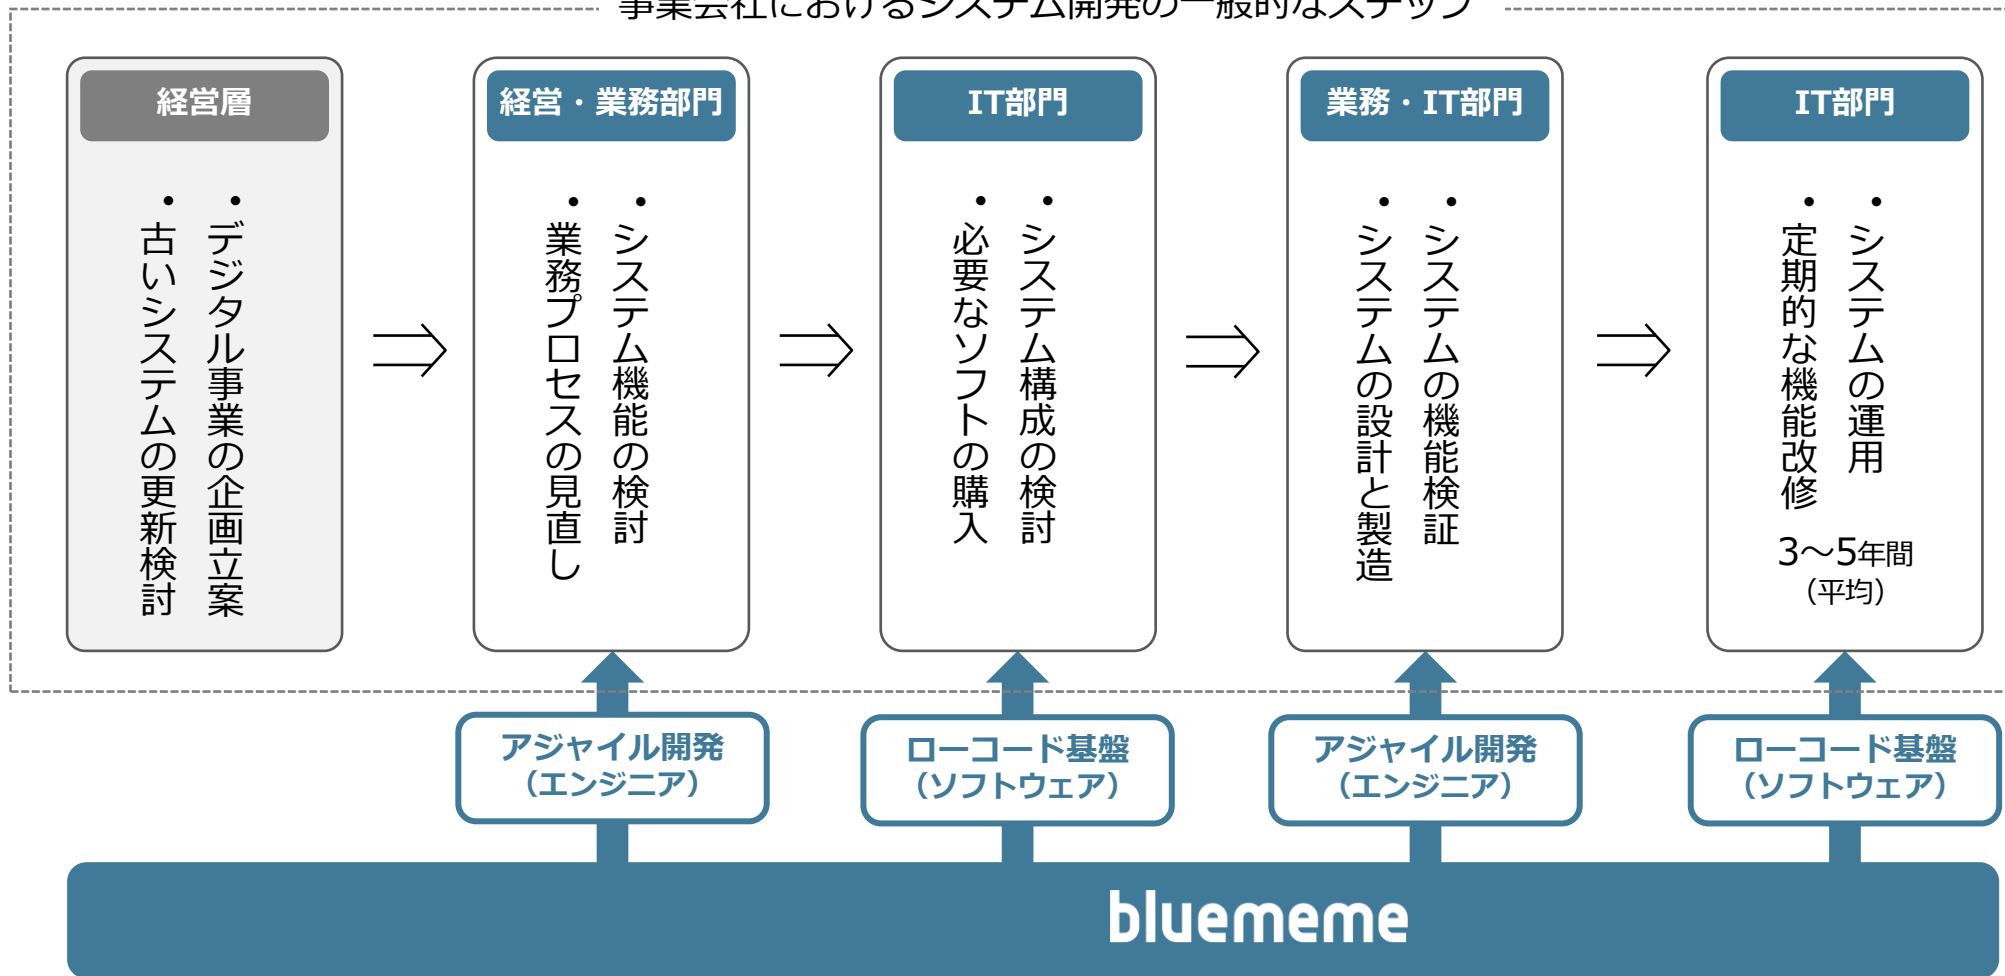 事業会社におけるシステム開発の一般的なステップ
経営層
・デジタル事業の企画立案
・古いシステムの更新検討
経営・業務部門
・システム機能の検討
・業務プロセスの見直し
IT部門
・システム構成の検討
・必要なソフトの購入
業務・IT部門
・システムの機能検証
・システムの設計と製造
IT部門
・システムの運用
・定期的な機能改修
3～5年間
（平均）
アジャイル開発
（エンジニア）
ローコード基盤
（ソフトウェア）
アジャイル開発
（エンジニア）
ローコード基盤
（ソフトウェア）
bluememe